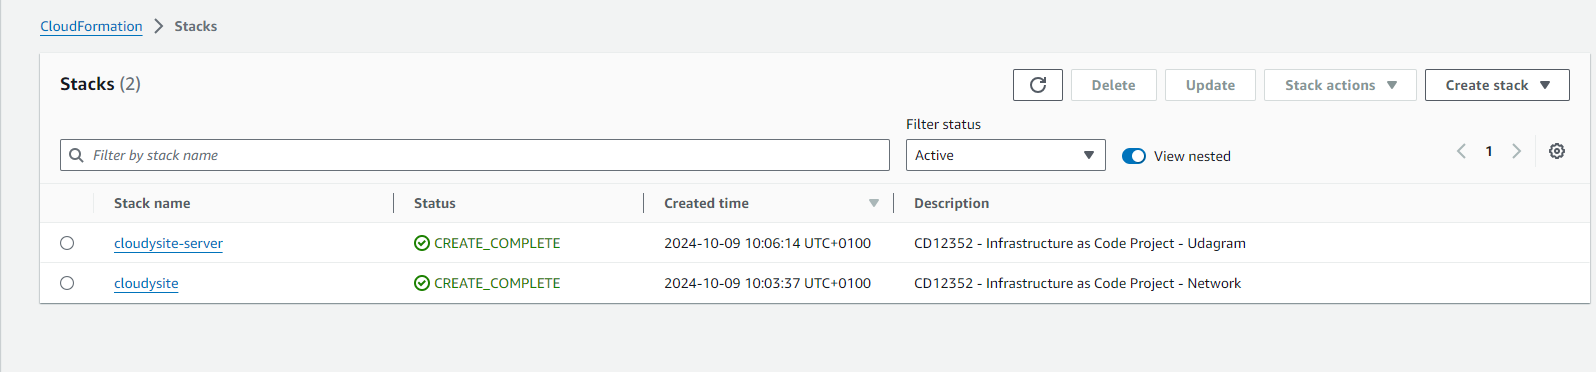 CloudFormation > Stacks
Stacks (2)
Delete Update Stack actions Create stack
Filter status
Filter by stack name Active View nested 1
Stack name Status Created time Description
cloudysite-server CREATE_COMPLETE 2024-10-09 10:06:14 UTC+0100 CD12352 - Infrastructure as Code Project - Udagram
cloudysite CREATE_COMPLETE 2024-10-09 10:03:37 UTC+0100 CD12352 - Infrastructure as Code Project - Network